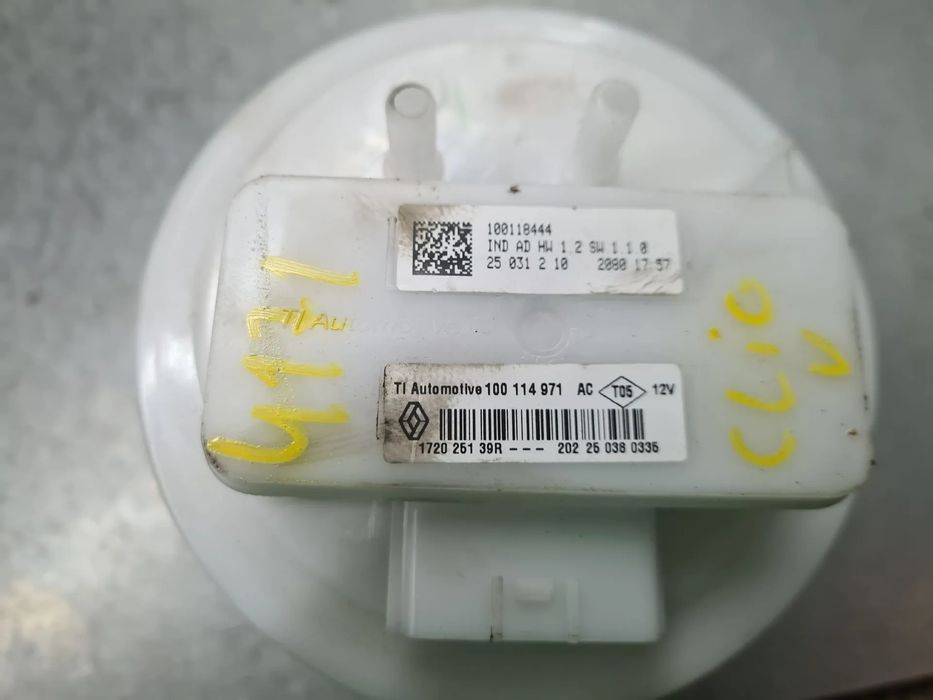 100118444
IND AD HW 1.2 SW 1.1.0
25 031 2 10 2080 17:57
4171
TI Automotive
TI Automotive 100 114 971 AC T05 12V
1720 251 39R --- 202 25 038 0335
CLIO
V